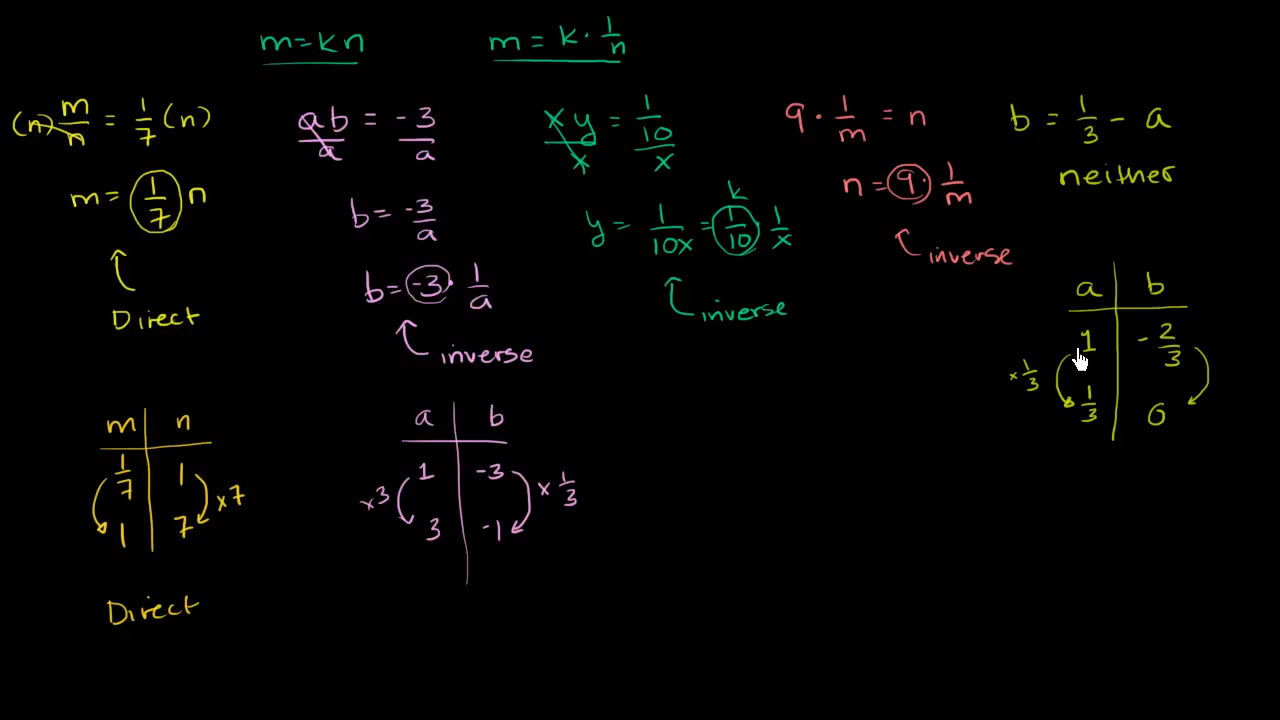 m = kn
m = k · 1/n
(n) m/n = 1/7 (n)
m = 1/7 n
Direct
ab/a = -3/a
b = -3/a
b = -3 · 1/a
inverse
xy/x = 1/10/x
k
y = 1/10x = 1/10 · 1/x
inverse
9 · 1/m = n
n = 9 · 1/m
inverse
b = 1/3 - a
neither
a b
1 -2/3
× 1/3
1/3 0
m n
1/7 1
×7
1 7
Direct
a b
1 -3
×3 × 1/3
3 -1